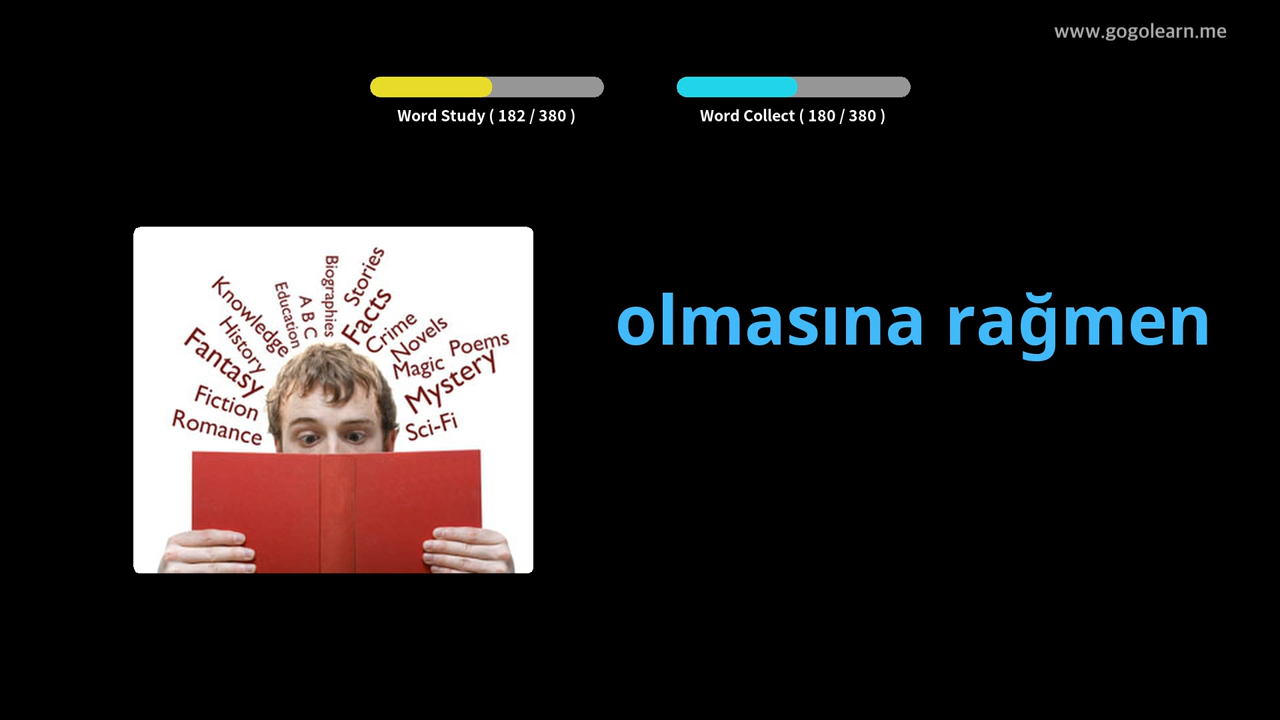 www.gogolearn.me
Word Study ( 182 / 380 )
Word Collect ( 180 / 380 )
Knowledge
History
Fantasy
Fiction
Romance
Education
A B C
Biographies
Stories
Facts
Crime
Novels
Magic
Poems
Mystery
Sci-Fi
olmasına rağmen